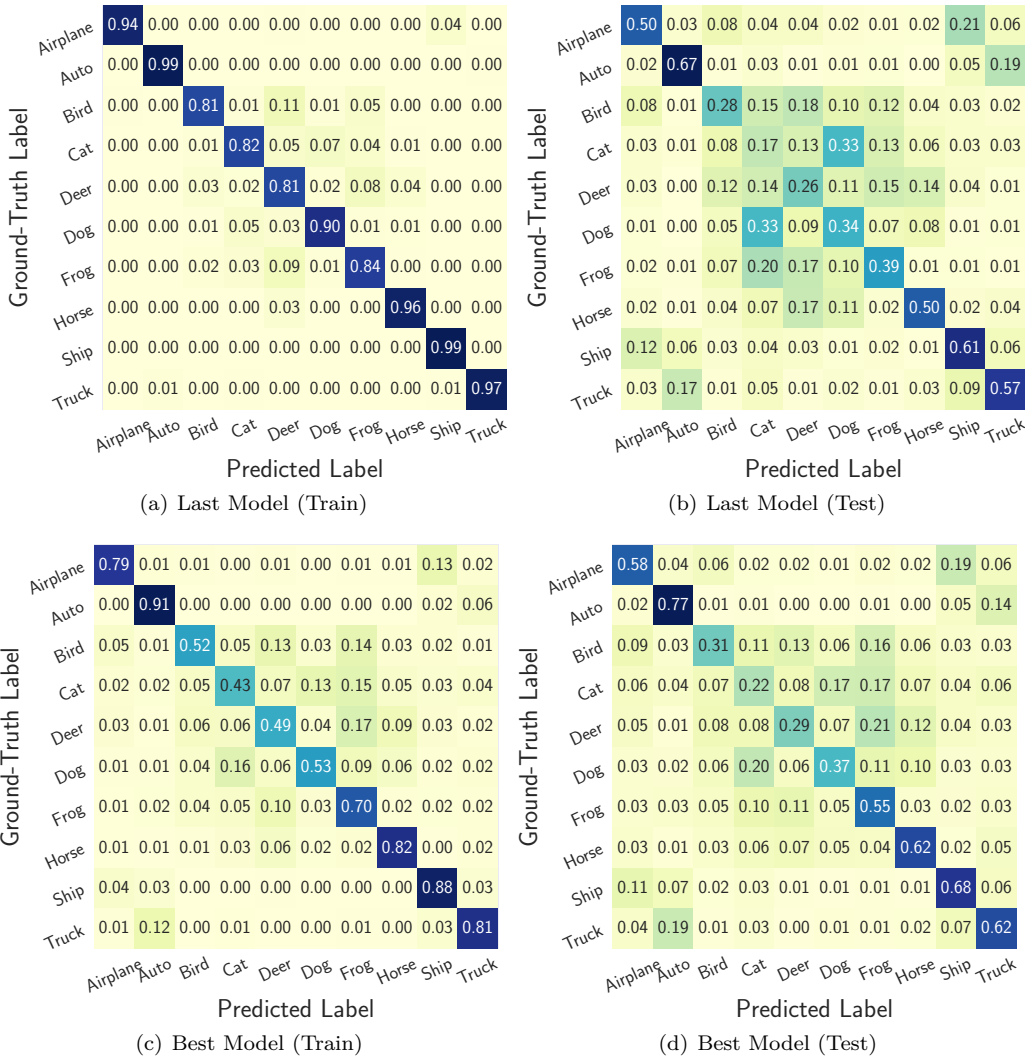 Ground-Truth Label
Airplane 0.94 0.00 0.00 0.00 0.00 0.00 0.00 0.00 0.04 0.00
Auto 0.00 0.99 0.00 0.00 0.00 0.00 0.00 0.00 0.00 0.00
Bird 0.00 0.00 0.81 0.01 0.11 0.01 0.05 0.00 0.00 0.00
Cat 0.00 0.00 0.01 0.82 0.05 0.07 0.04 0.01 0.00 0.00
Deer 0.00 0.00 0.03 0.02 0.81 0.02 0.08 0.04 0.00 0.00
Dog 0.00 0.00 0.01 0.05 0.03 0.90 0.01 0.01 0.00 0.00
Frog 0.00 0.00 0.02 0.03 0.09 0.01 0.84 0.00 0.00 0.00
Horse 0.00 0.00 0.00 0.00 0.03 0.00 0.00 0.96 0.00 0.00
Ship 0.00 0.00 0.00 0.00 0.00 0.00 0.00 0.00 0.99 0.00
Truck 0.00 0.01 0.00 0.00 0.00 0.00 0.00 0.00 0.01 0.97
Airplane Auto Bird Cat Deer Dog Frog Horse Ship Truck
Predicted Label
(a) Last Model (Train)
Ground-Truth Label
Airplane 0.50 0.03 0.08 0.04 0.04 0.02 0.01 0.02 0.21 0.06
Auto 0.02 0.67 0.01 0.03 0.01 0.01 0.01 0.00 0.05 0.19
Bird 0.08 0.01 0.28 0.15 0.18 0.10 0.12 0.04 0.03 0.02
Cat 0.03 0.01 0.08 0.17 0.13 0.33 0.13 0.06 0.03 0.03
Deer 0.03 0.00 0.12 0.14 0.26 0.11 0.15 0.14 0.04 0.01
Dog 0.01 0.00 0.05 0.33 0.09 0.34 0.07 0.08 0.01 0.01
Frog 0.02 0.01 0.07 0.20 0.17 0.10 0.39 0.01 0.01 0.01
Horse 0.02 0.01 0.04 0.07 0.17 0.11 0.02 0.50 0.02 0.04
Ship 0.12 0.06 0.03 0.04 0.03 0.01 0.02 0.01 0.61 0.06
Truck 0.03 0.17 0.01 0.05 0.01 0.02 0.01 0.03 0.09 0.57
Airplane Auto Bird Cat Deer Dog Frog Horse Ship Truck
Predicted Label
(b) Last Model (Test)
Ground-Truth Label
Airplane 0.79 0.01 0.01 0.00 0.01 0.00 0.01 0.01 0.13 0.02
Auto 0.00 0.91 0.00 0.00 0.00 0.00 0.00 0.00 0.02 0.06
Bird 0.05 0.01 0.52 0.05 0.13 0.03 0.14 0.03 0.02 0.01
Cat 0.02 0.02 0.05 0.43 0.07 0.13 0.15 0.05 0.03 0.04
Deer 0.03 0.01 0.06 0.06 0.49 0.04 0.17 0.09 0.03 0.02
Dog 0.01 0.01 0.04 0.16 0.06 0.53 0.09 0.06 0.02 0.02
Frog 0.01 0.02 0.04 0.05 0.10 0.03 0.70 0.02 0.02 0.02
Horse 0.01 0.01 0.01 0.03 0.06 0.02 0.02 0.82 0.00 0.02
Ship 0.04 0.03 0.00 0.00 0.00 0.00 0.00 0.00 0.88 0.03
Truck 0.01 0.12 0.00 0.01 0.00 0.00 0.00 0.01 0.03 0.81
Airplane Auto Bird Cat Deer Dog Frog Horse Ship Truck
Predicted Label
(c) Best Model (Train)
Ground-Truth Label
Airplane 0.58 0.04 0.06 0.02 0.02 0.01 0.02 0.02 0.19 0.06
Auto 0.02 0.77 0.01 0.01 0.00 0.00 0.01 0.00 0.05 0.14
Bird 0.09 0.03 0.31 0.11 0.13 0.06 0.16 0.06 0.03 0.03
Cat 0.06 0.04 0.07 0.22 0.08 0.17 0.17 0.07 0.04 0.06
Deer 0.05 0.01 0.08 0.08 0.29 0.07 0.21 0.12 0.04 0.03
Dog 0.03 0.02 0.06 0.20 0.06 0.37 0.11 0.10 0.03 0.03
Frog 0.03 0.03 0.05 0.10 0.11 0.05 0.55 0.03 0.02 0.03
Horse 0.03 0.01 0.03 0.06 0.07 0.05 0.04 0.62 0.02 0.05
Ship 0.11 0.07 0.02 0.03 0.01 0.01 0.01 0.01 0.68 0.06
Truck 0.04 0.19 0.01 0.03 0.01 0.01 0.01 0.02 0.07 0.62
Airplane Auto Bird Cat Deer Dog Frog Horse Ship Truck
Predicted Label
(d) Best Model (Test)